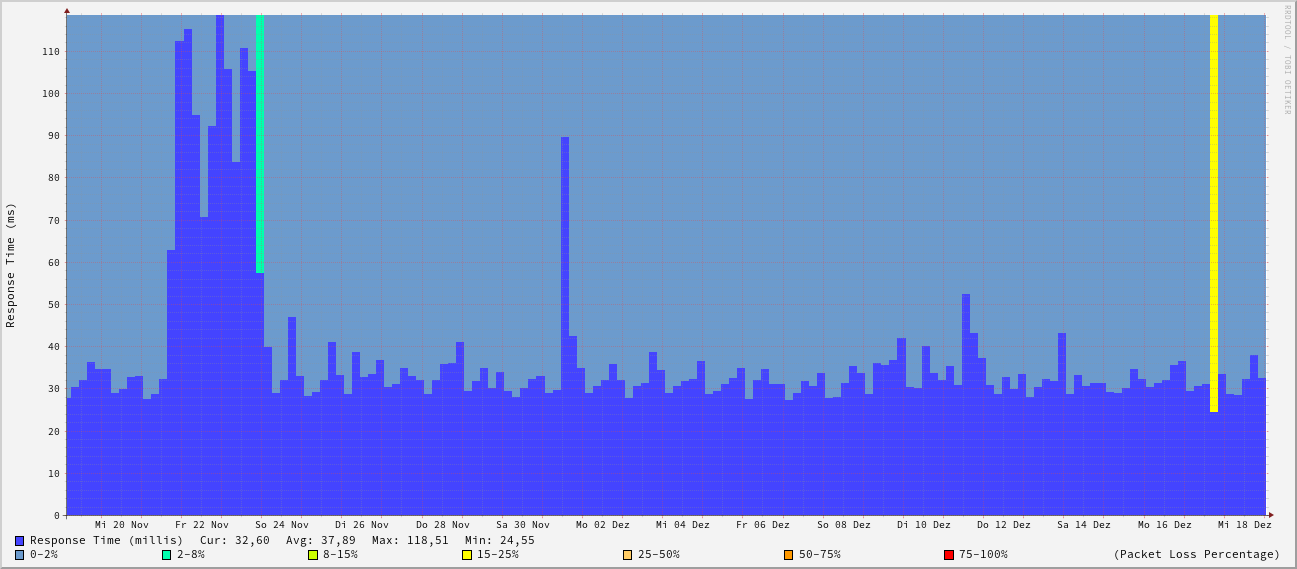 RRDTOOL / TOBI OETIKER
Response Time (ms)
110
100
90
80
70
60
50
40
30
20
10
0
Mi 20 Nov Fr 22 Nov So 24 Nov Di 26 Nov Do 28 Nov Sa 30 Nov Mo 02 Dez Mi 04 Dez Fr 06 Dez So 08 Dez Di 10 Dez Do 12 Dez Sa 14 Dez Mo 16 Dez Mi 18 Dez
Response Time (millis) Cur: 32,60 Avg: 37,89 Max: 118,51 Min: 24,55
0-2% 2-8% 8-15% 15-25% 25-50% 50-75% 75-100% (Packet Loss Percentage)